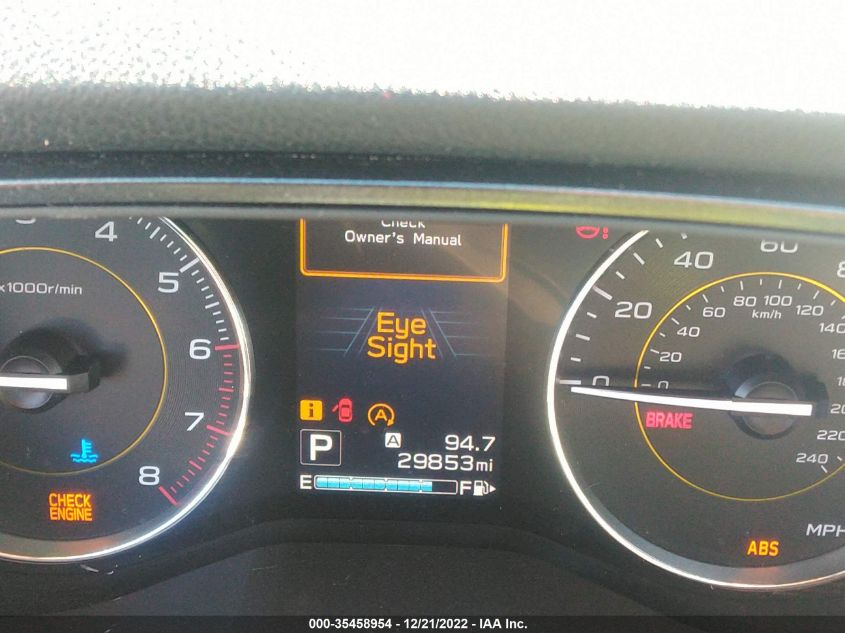 Check
Owner's Manual
4
5
6
7
8
x1000r/min
CHECK
ENGINE
Eye
Sight
i
A
P
A
94.7
29853mi
E
F
0
20
40
60
0
20
40
60
80
100
120
140
220
240
km/h
BRAKE
ABS
MPH
000-35458954 - 12/21/2022 - IAA Inc.